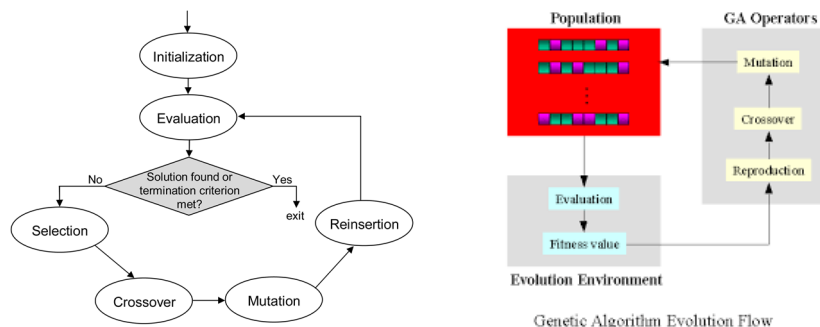 Initialization
Evaluation
Solution found or
termination criterion
met?
No
Yes
exit
Selection
Reinsertion
Crossover
Mutation
Population
GA Operators
Mutation
Crossover
Reproduction
Evaluation
Fitness value
Evolution Environment
Genetic Algorithm Evolution Flow